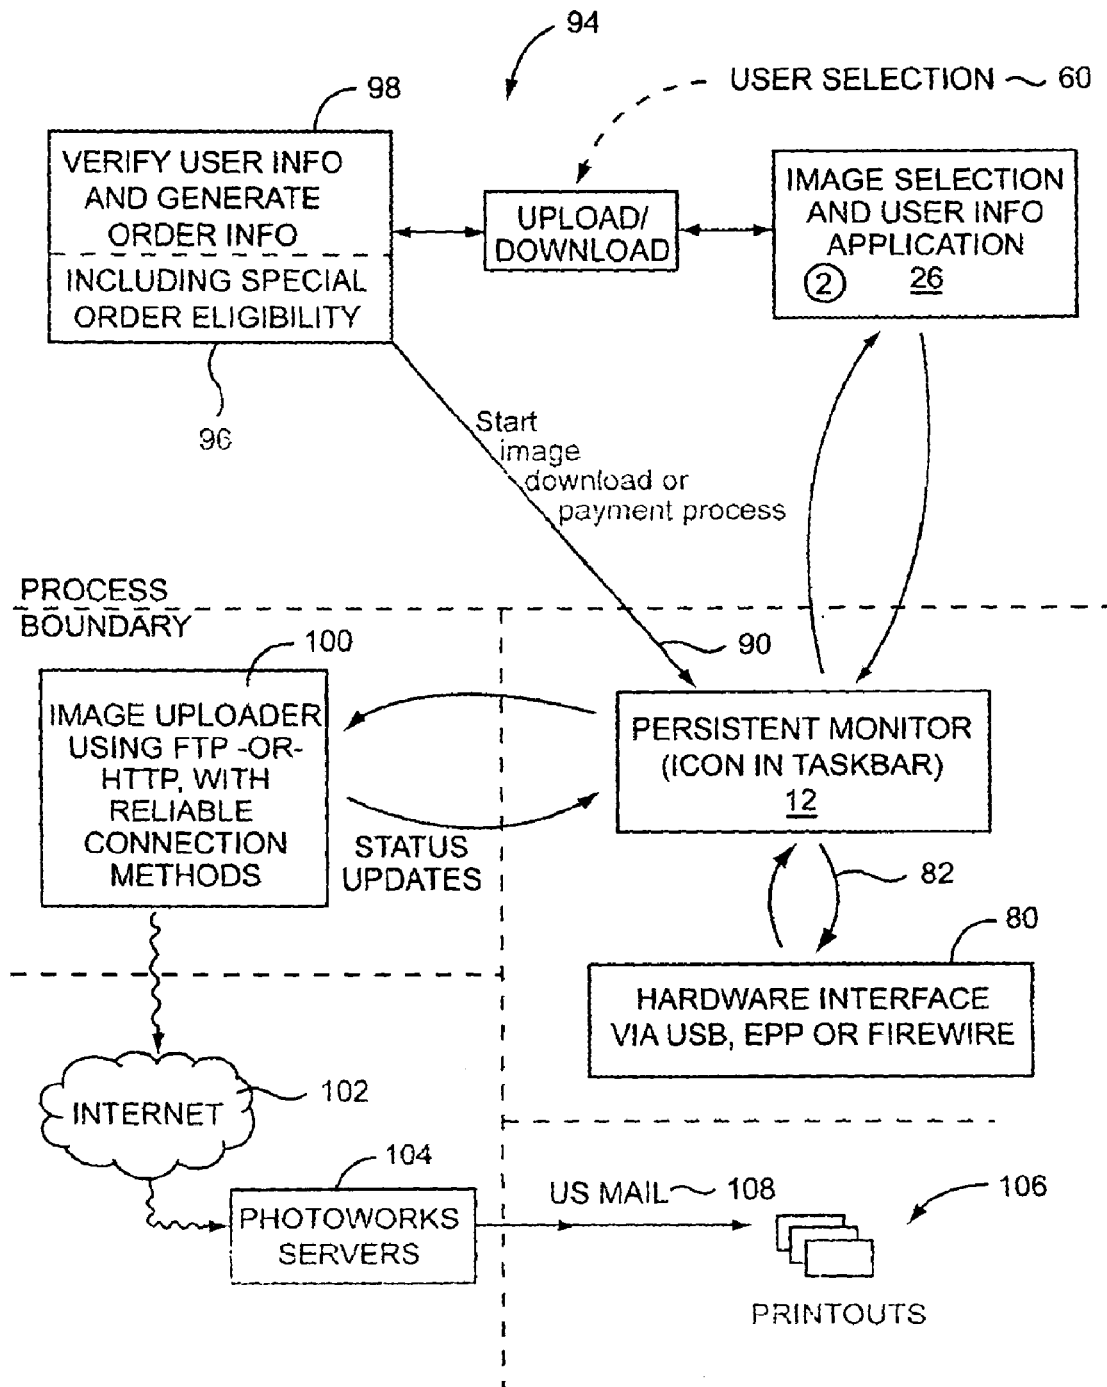 94
USER SELECTION 60
98
VERIFY USER INFO
AND GENERATE
ORDER INFO
INCLUDING SPECIAL
ORDER ELIGIBILITY
96
UPLOAD/
DOWNLOAD
IMAGE SELECTION
AND USER INFO
APPLICATION
2 26
Start
image
download or
payment process
PROCESS
BOUNDARY
90
100
IMAGE UPLOADER
USING FTP -OR-
HTTP, WITH
RELIABLE
CONNECTION
METHODS
STATUS
UPDATES
PERSISTENT MONITOR
(ICON IN TASKBAR)
12
82
80
HARDWARE INTERFACE
VIA USB, EPP OR FIREWIRE
INTERNET
102
104
PHOTOWORKS
SERVERS
US MAIL 108
106
PRINTOUTS